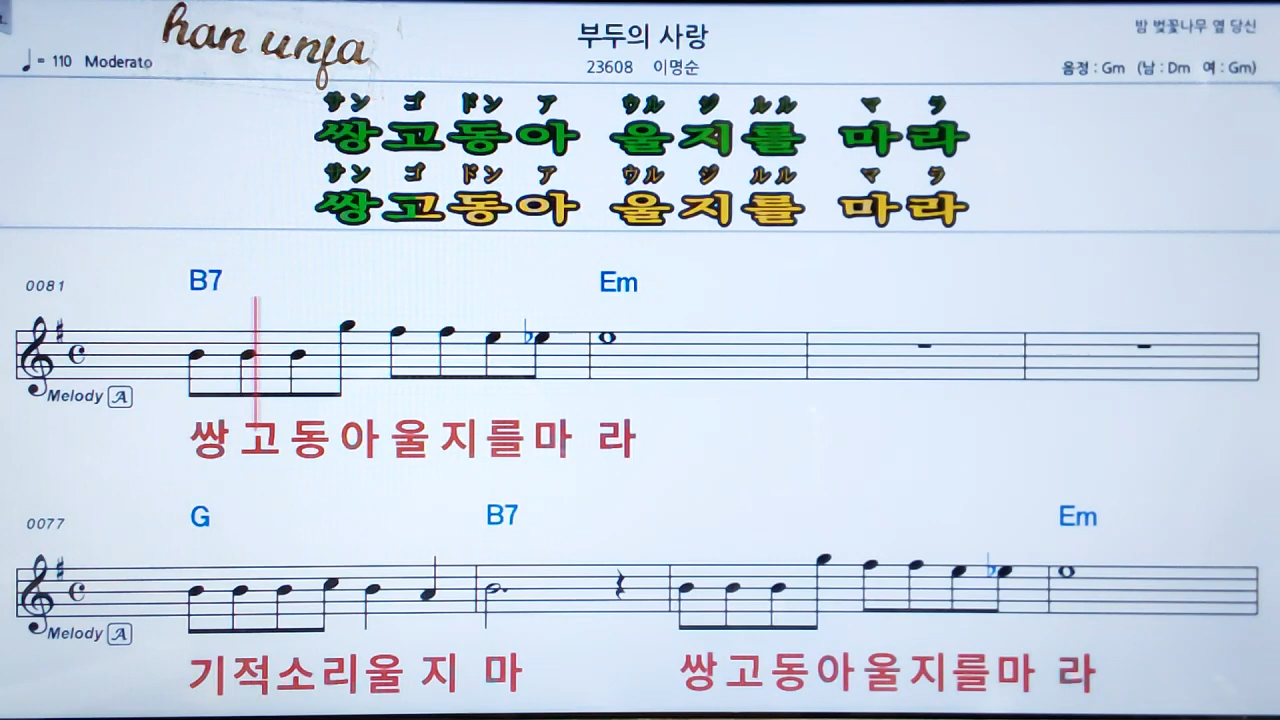 han unfa
부두의 사랑
밤 벚꽃나무 옆 당신
♩= 110 Moderato
23608 이명순
음정 : Gm (남 : Dm 여 : Gm)
サン ゴ ドン ア ウル ジ ルル マ ラ
쌍고동아 울지를 마라
サン ゴ ドン ア ウル ジ ルル マ ラ
쌍고동아 울지를 마라
0081 B7 Em
Melody A
쌍고동아울지를마 라
0077 G B7 Em
Melody A
기적소리울 지 마 쌍고동아울지를마 라